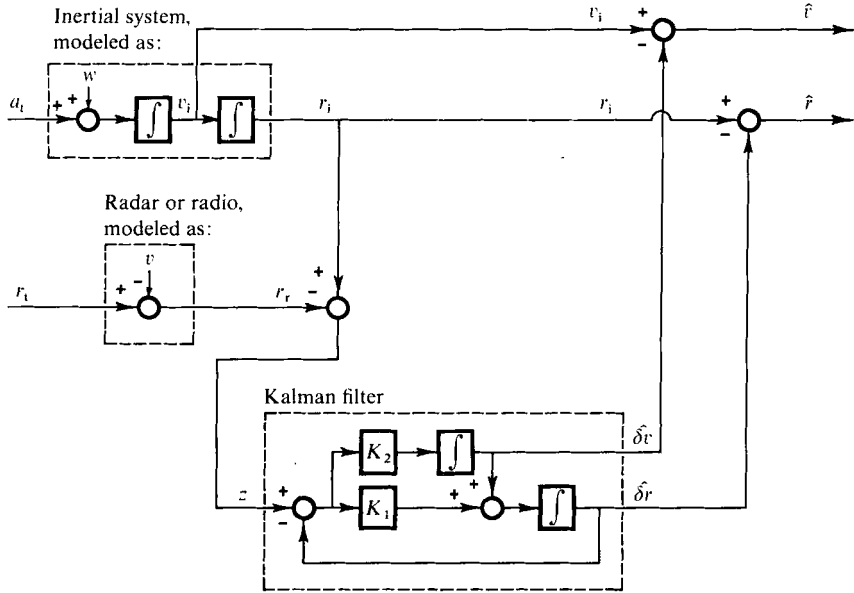 Inertial system,
modeled as:
w
+
+
a_t
∫
v_i
∫
r_i
v_i
+
−
v̂
r_i
+
−
r̂
Radar or radio,
modeled as:
v
−
+
r_t
r_r
+
−
Kalman filter
z
+
−
K_2
∫
δ̂v
+
+
K_1
∫
δ̂r